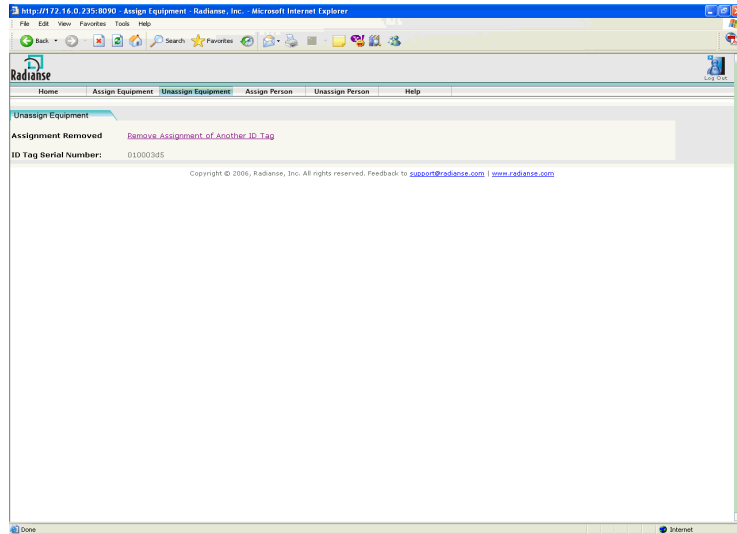 http://172.16.0.235:8090 - Assign Equipment - Radianse, Inc. - Microsoft Internet Explorer
File Edit View Favorites Tools Help
Back Search Favorites
Radianse
Log Out
Home Assign Equipment Unassign Equipment Assign Person Unassign Person Help
Unassign Equipment
Assignment Removed Remove Assignment of Another ID Tag
ID Tag Serial Number: 010003d5
Copyright © 2006, Radianse, Inc. All rights reserved. Feedback to support@radianse.com | www.radianse.com
Done Internet